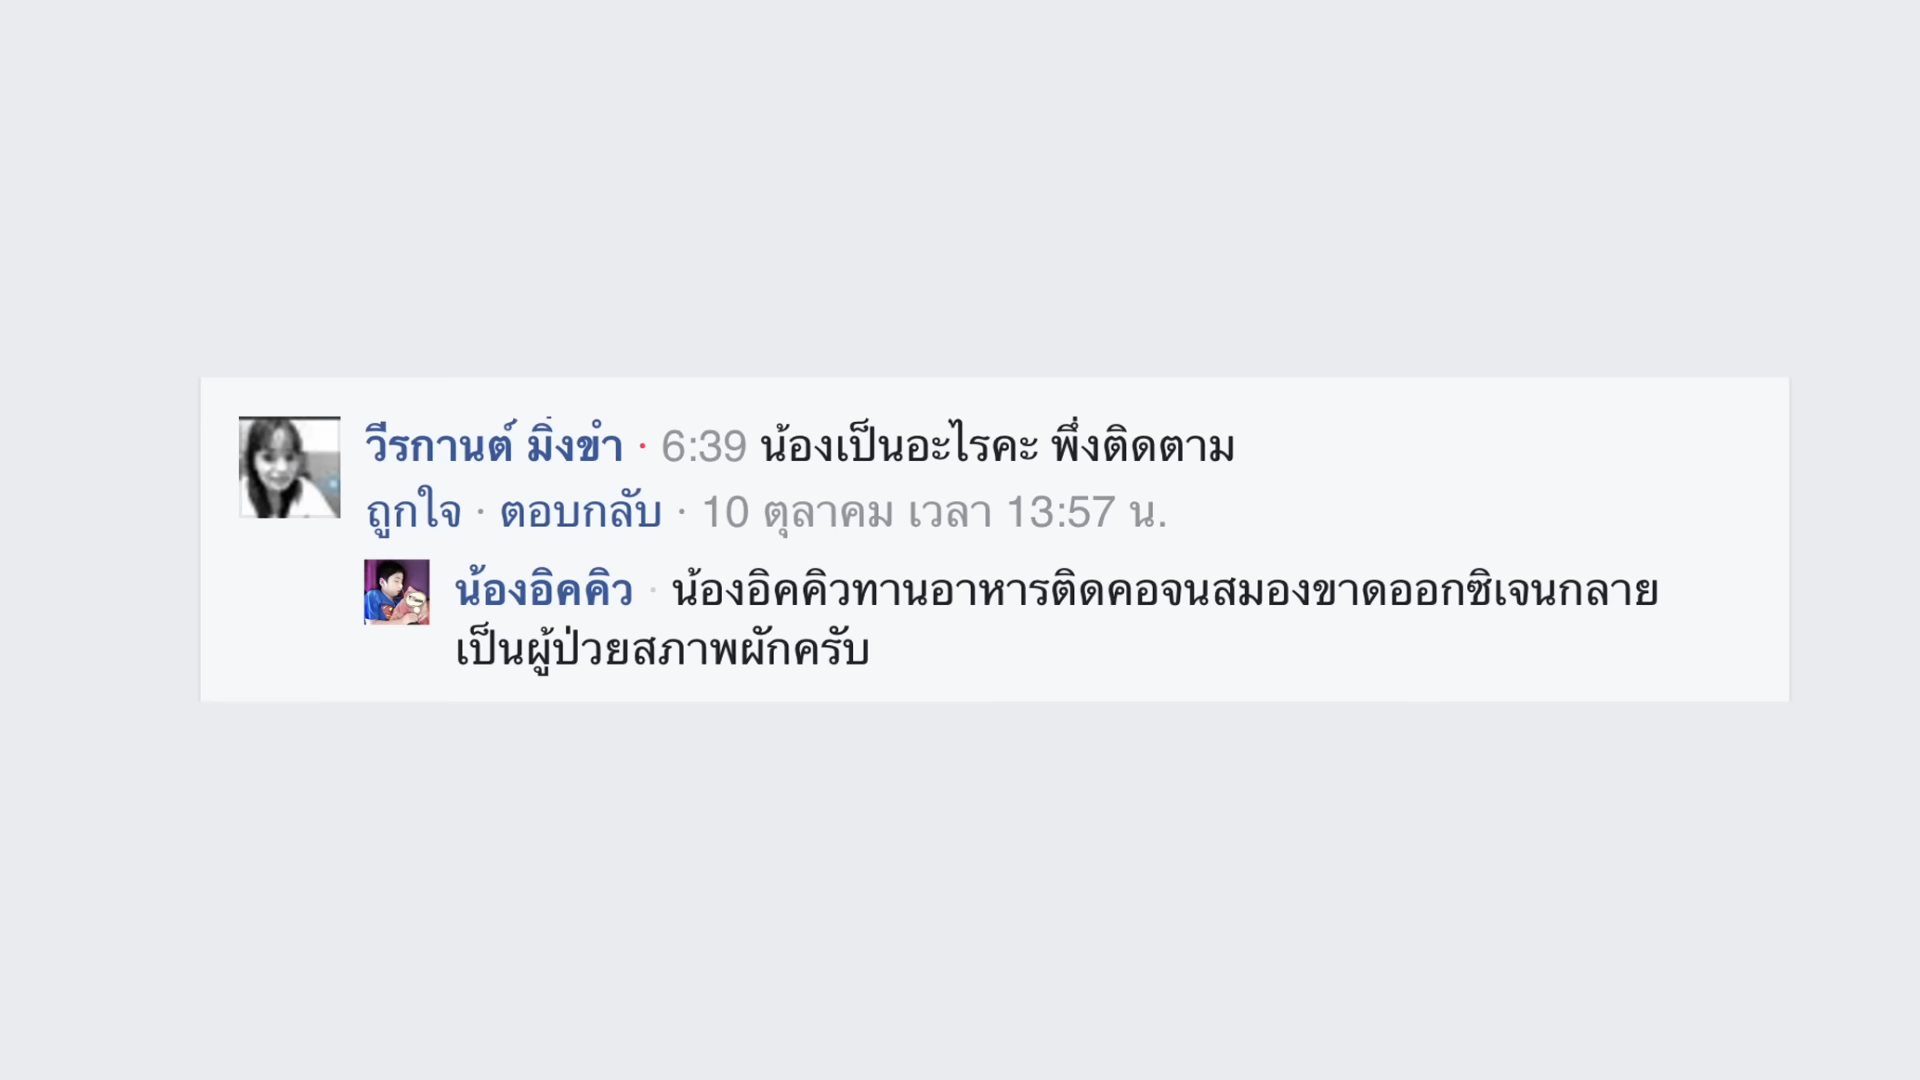 วีรกานต์ มิ่งขำ · 6:39 น้องเป็นอะไรคะ พึ่งติดตาม
ถูกใจ · ตอบกลับ · 10 ตุลาคม เวลา 13:57 น.
น้องอิคคิว · น้องอิคคิวทานอาหารติดคอจนสมองขาดออกซิเจนกลาย
เป็นผู้ป่วยสภาพผักครับ